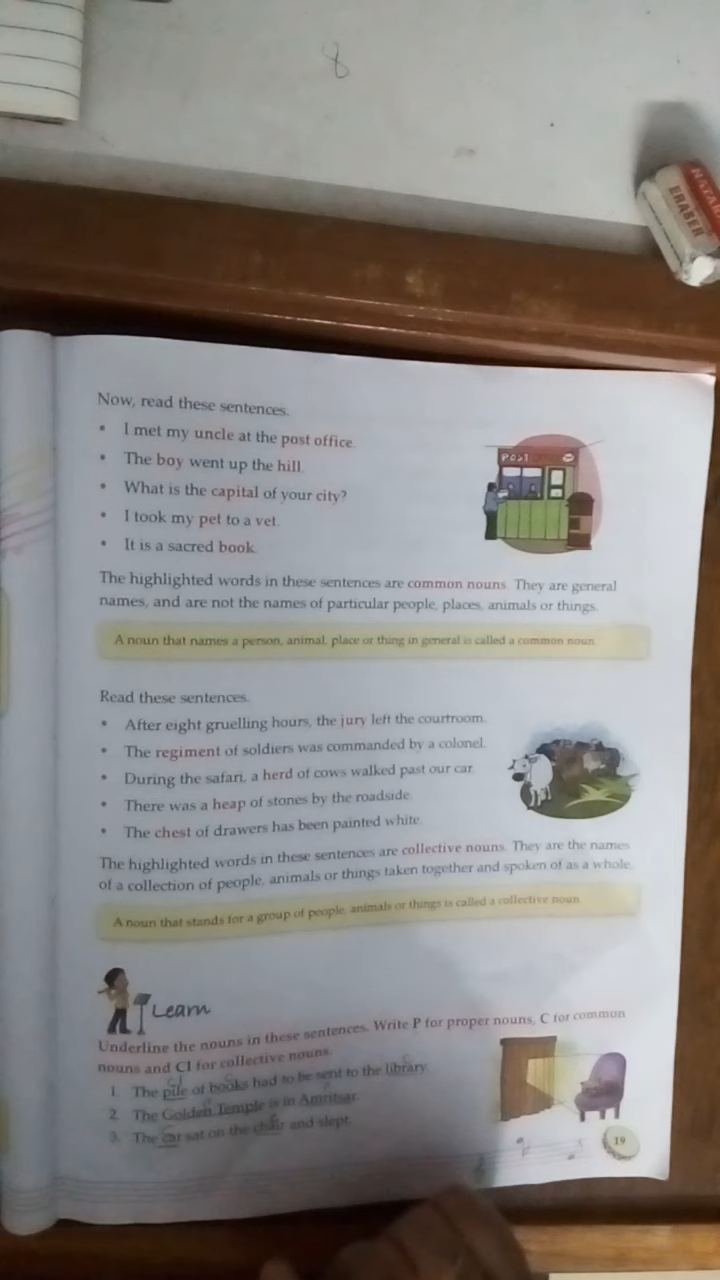 8
ERASER
Now, read these sentences.
• I met my uncle at the post office.
POST
• The boy went up the hill.
• What is the capital of your city?
• I took my pet to a vet.
• It is a sacred book.
The highlighted words in these sentences are common nouns. They are general
names, and are not the names of particular people, places, animals or things.
A noun that names a person, animal, place or thing in general is called a common noun.
Read these sentences.
• After eight gruelling hours, the jury left the courtroom.
• The regiment of soldiers was commanded by a colonel.
• During the safari, a herd of cows walked past our car.
• There was a heap of stones by the roadside.
• The chest of drawers has been painted white.
The highlighted words in these sentences are collective nouns. They are the names
of a collection of people, animals or things taken together and spoken of as a whole.
A noun that stands for a group of people, animals or things is called a collective noun.
Learn
Underline the nouns in these sentences. Write P for proper nouns, C for common
nouns and Cl for collective nouns.
1. The pile of books had to be sent to the library.
2. The Golden Temple is in Amritsar.
3. The cat sat on the chair and slept.
19